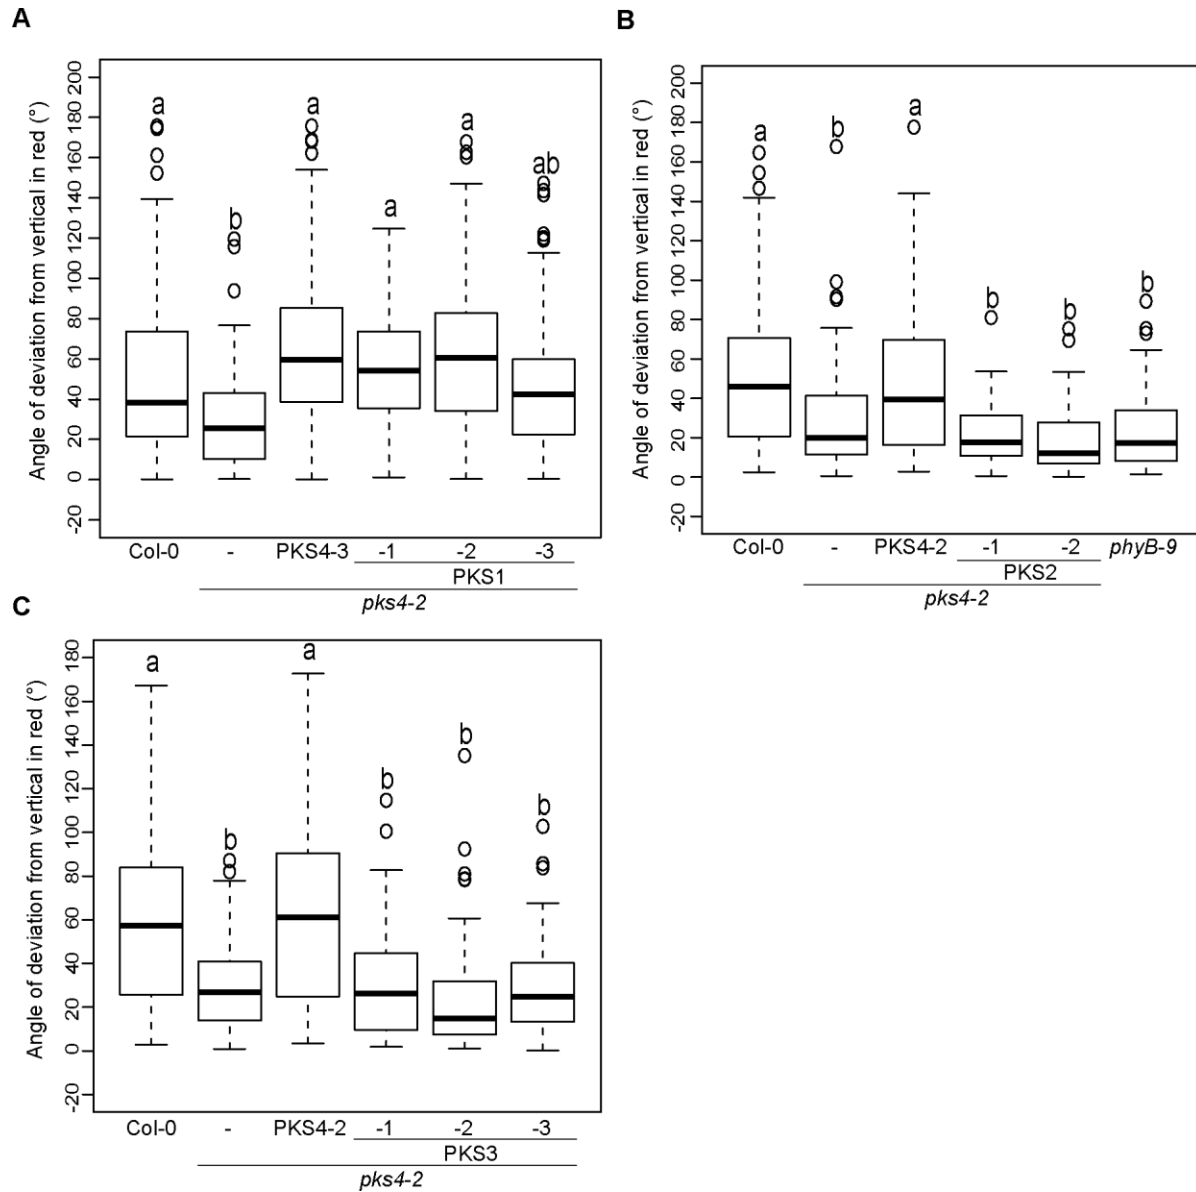 A
Angle of deviation from vertical in red (°)
200
180
160
140
120
100
80
60
40
20
0
-20
a
b
a
a
a
ab
Col-0 - PKS4-3 -1 -2 -3
PKS1
pks4-2
B
Angle of deviation from vertical in red (°)
200
180
160
140
120
100
80
60
40
20
0
-20
a
b
a
b
b
b
Col-0 - PKS4-2 -1 -2 phyB-9
PKS2
pks4-2
C
Angle of deviation from vertical in red (°)
180
160
140
120
100
80
60
40
20
0
-20
a
b
a
b
b
b
Col-0 - PKS4-2 -1 -2 -3
PKS3
pks4-2